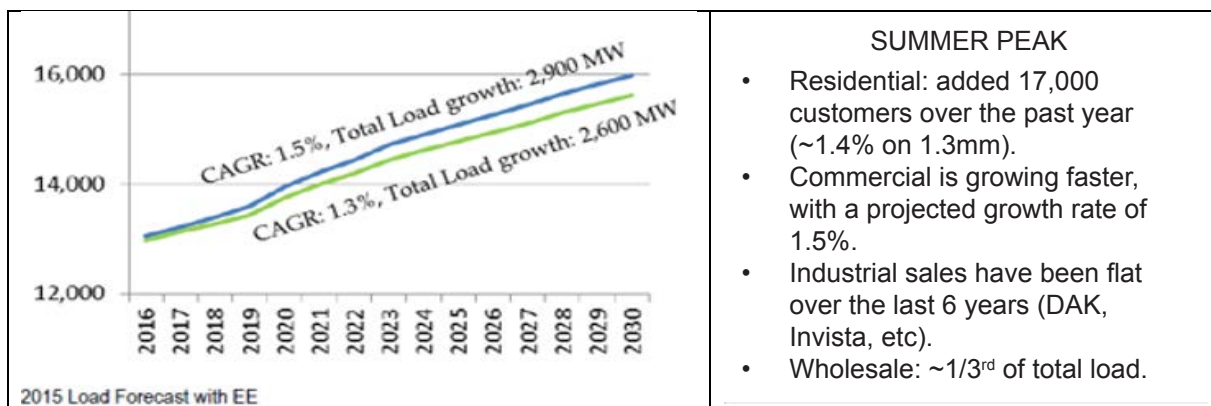 16,000
14,000
12,000
CAGR: 1.5%, Total Load growth: 2,900 MW
CAGR: 1.3%, Total Load growth: 2,600 MW
2016
2017
2018
2019
2020
2021
2022
2023
2024
2025
2026
2027
2028
2029
2030
2015 Load Forecast with EE
SUMMER PEAK
• Residential: added 17,000
customers over the past year
(~1.4% on 1.3mm).
• Commercial is growing faster,
with a projected growth rate of
1.5%.
• Industrial sales have been flat
over the last 6 years (DAK,
Invista, etc).
• Wholesale: ~1/3rd of total load.